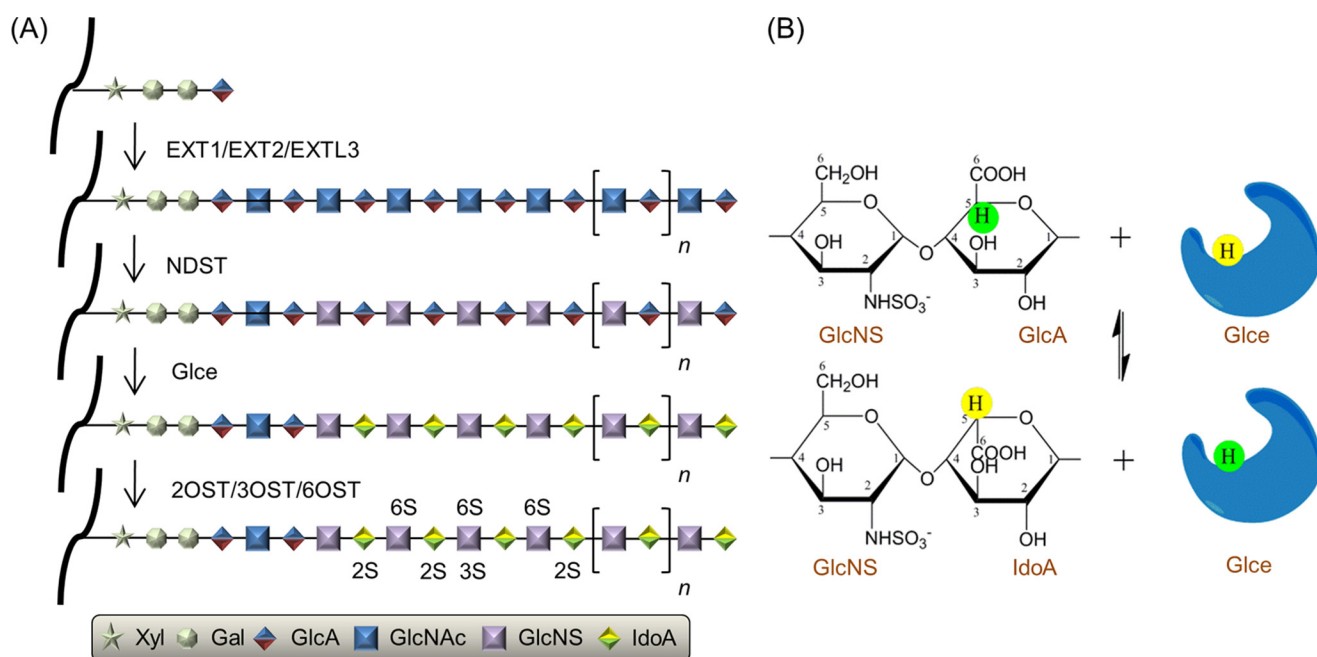 (A)
EXT1/EXT2/EXTL3
n
NDST
n
Glce
n
2OST/3OST/6OST
6S 6S 6S
2S 2S 3S 2S
n
Xyl Gal GlcA GlcNAc GlcNS IdoA
(B)
6 6
CH₂OH COOH
5 O 5 O
H H
4 OH 1 4 OH 1 +
2 O 2
3 3
NHSO₃⁻ OH
GlcNS GlcA Glce
6
CH₂OH H
5 O 5 O
6
COOH H
4 OH 1 4 OH 1 +
2 O 2
3 3
NHSO₃⁻ OH
GlcNS IdoA Glce